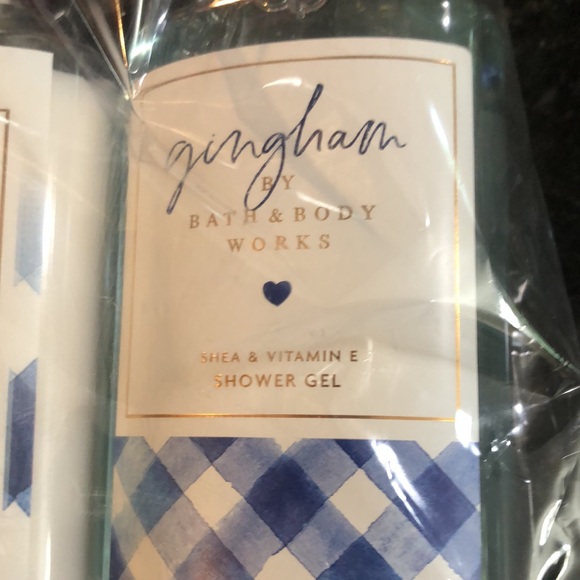 gingham
BY
BATH & BODY
WORKS
SHEA & VITAMIN E
SHOWER GEL